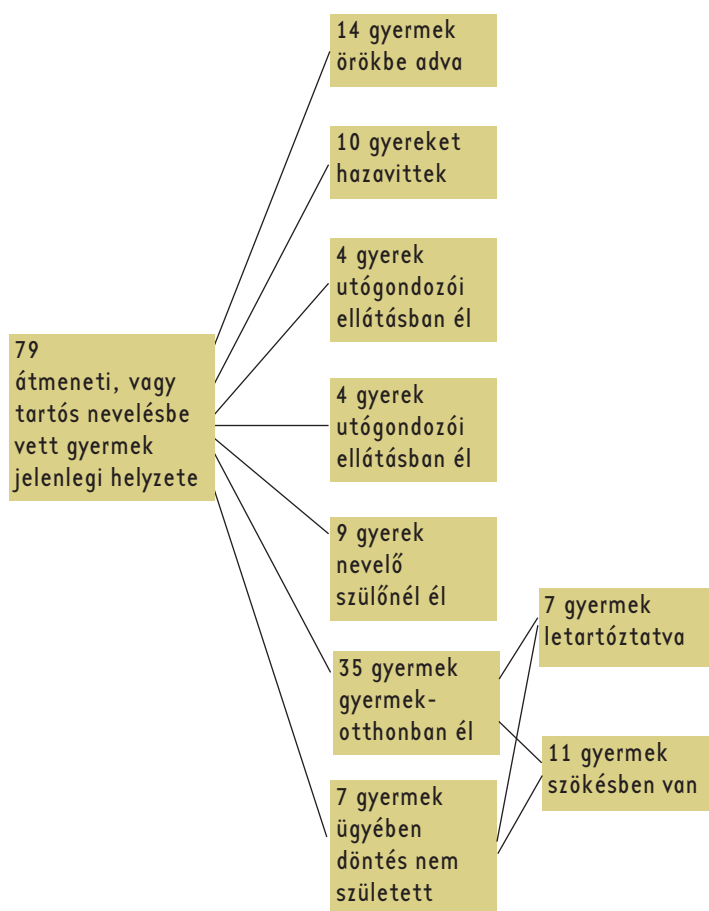 14 gyermek
örökbe adva
10 gyereket
hazavittek
4 gyerek
utógondozói
ellátásban él
79
átmeneti, vagy
tartós nevelésbe
vett gyermek
jelenlegi helyzete
4 gyerek
utógondozói
ellátásban él
9 gyerek
nevelő
szülőnél él
7 gyermek
letartóztatva
35 gyermek
gyermek-
otthonban él
11 gyermek
szökésben van
7 gyermek
ügyében
döntés nem
született